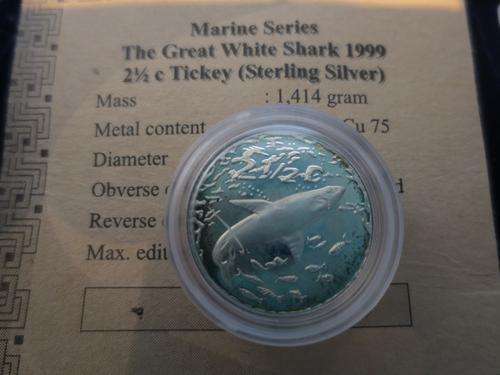 Marine Series
The Great White Shark 1999
2½ c Tickey (Sterling Silver)
Mass : 1,414 gram
Metal content Cu 75
Diameter
Obverse
Reverse
Max. edit
2½ C